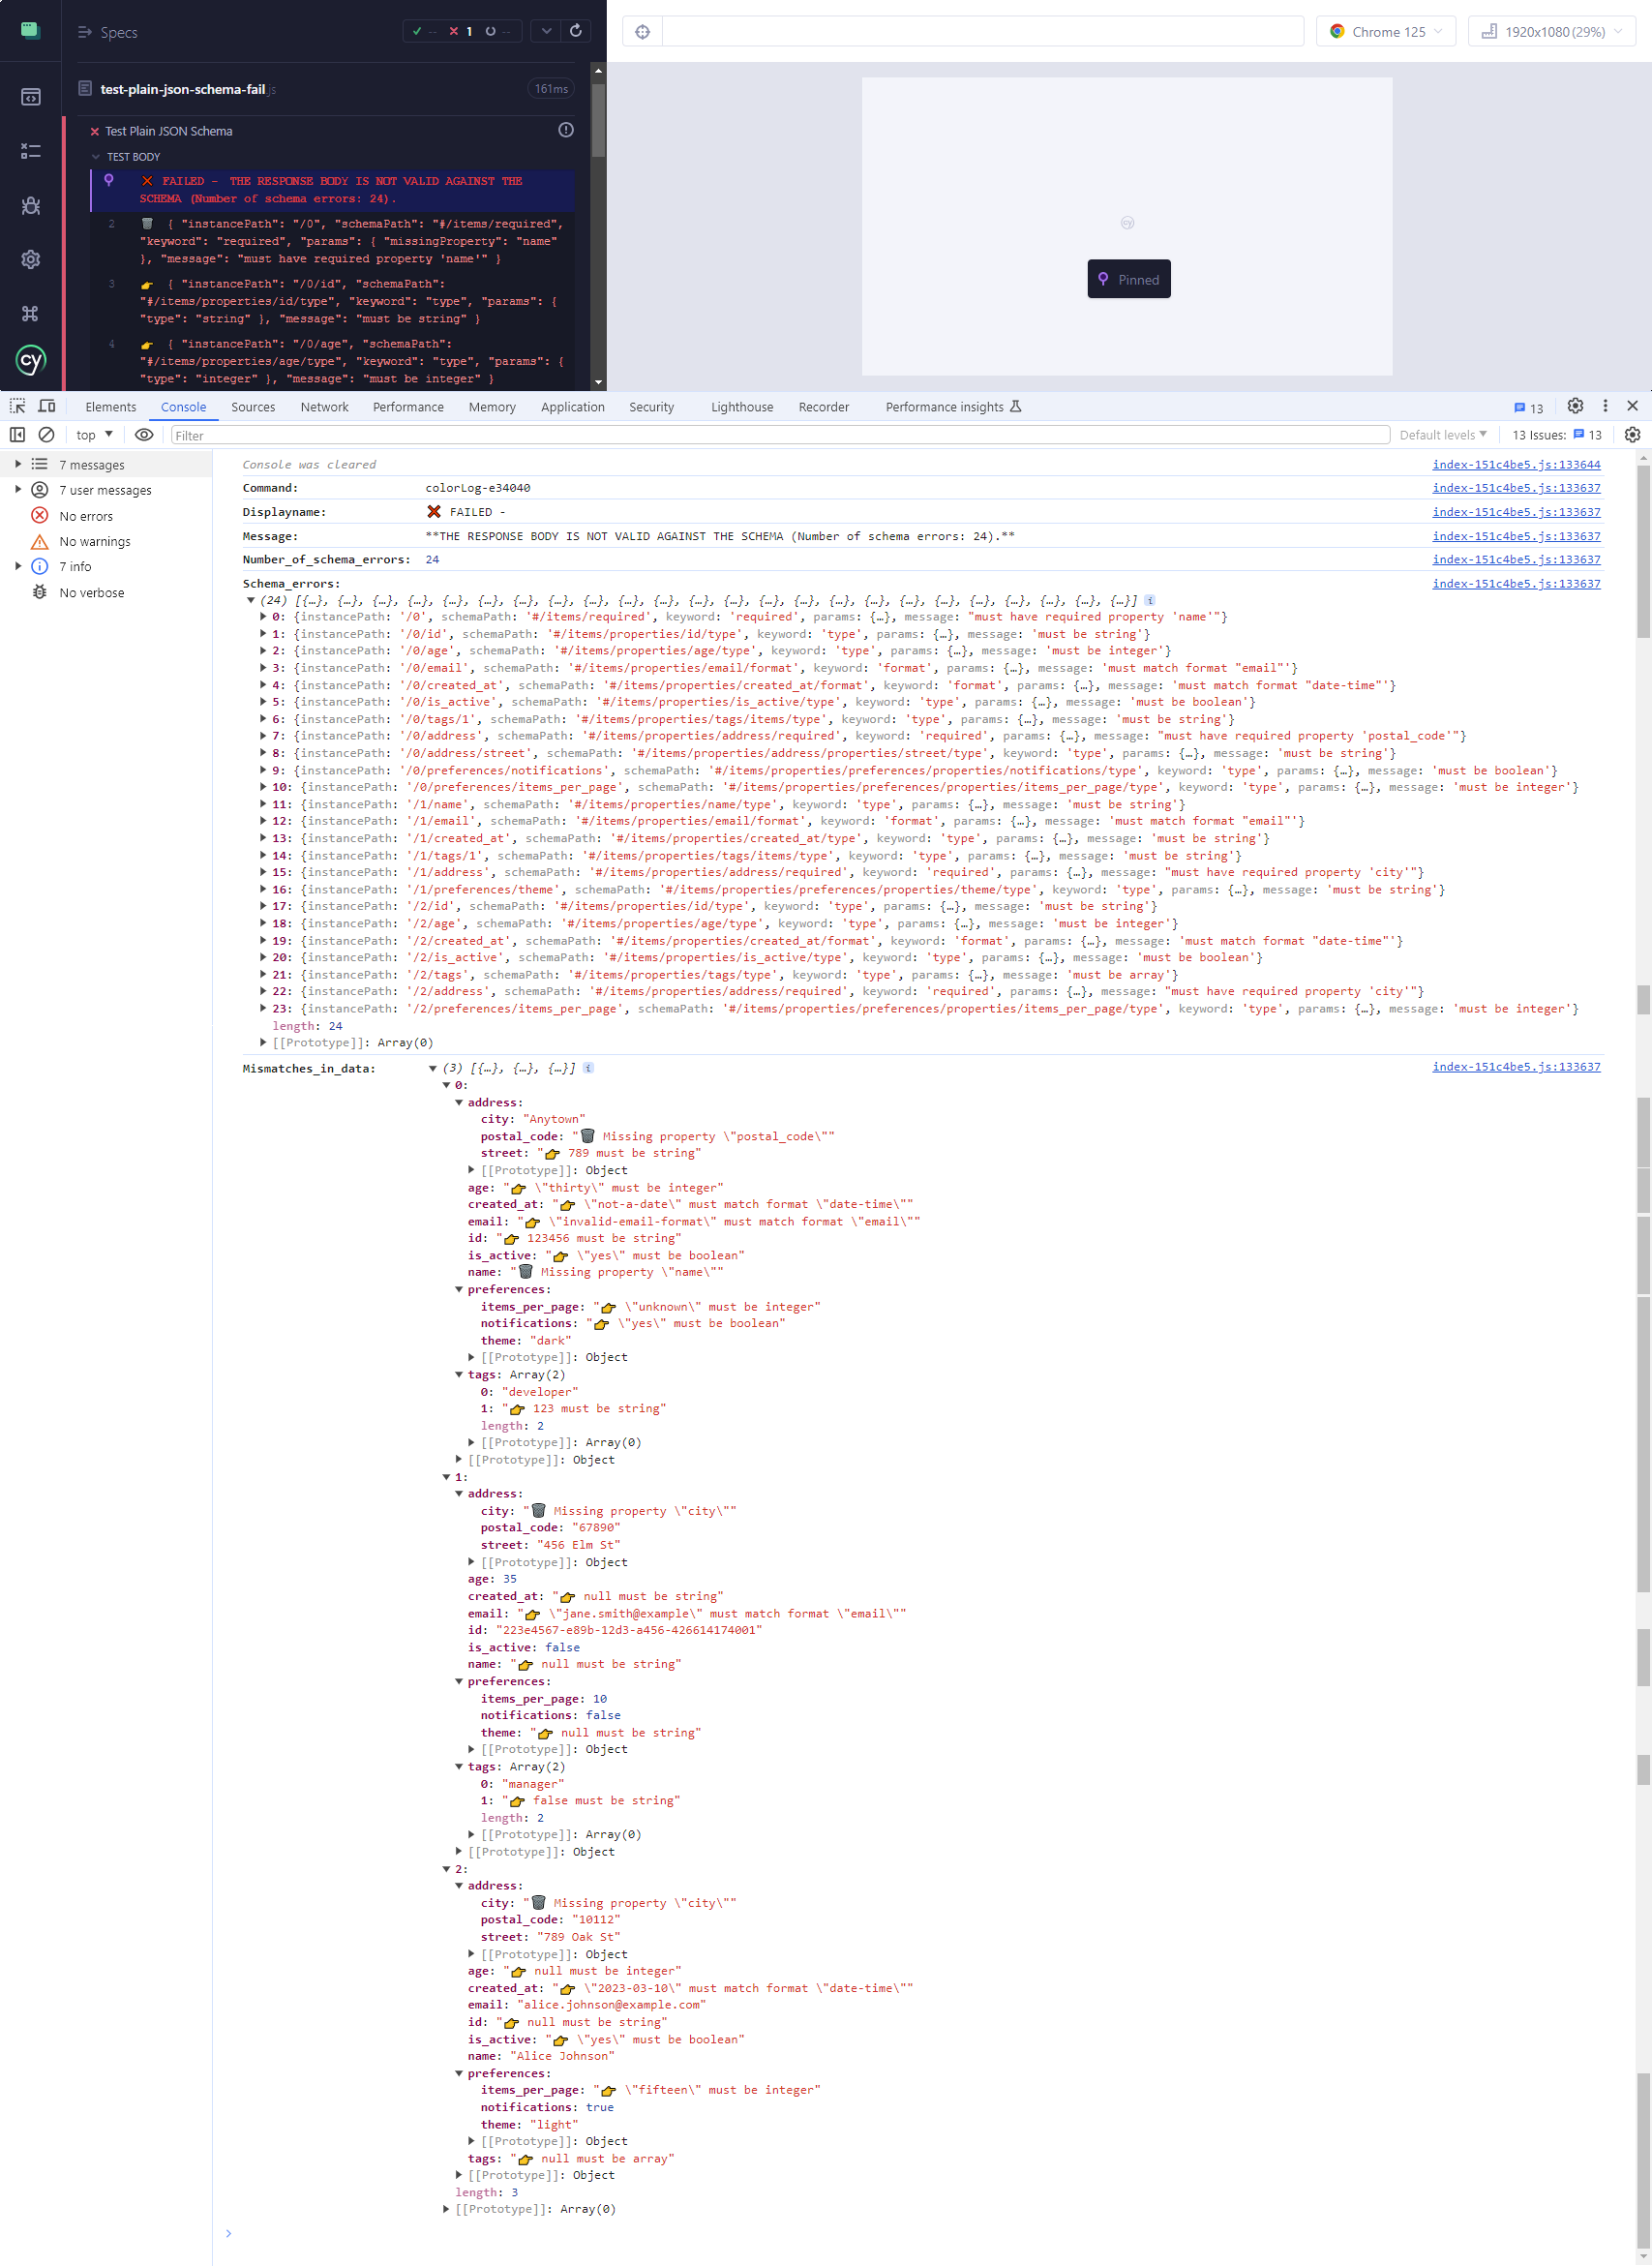 Specs
-- 1 --
test-plain-json-schema-fail.js 161ms
Test Plain JSON Schema
TEST BODY
❌ FAILED - THE RESPONSE BODY IS NOT VALID AGAINST THE
SCHEMA (Number of schema errors: 24).
2 🗑️ { "instancePath": "/0", "schemaPath": "#/items/required",
"keyword": "required", "params": { "missingProperty": "name"
}, "message": "must have required property 'name'" }
3 👉 { "instancePath": "/0/id", "schemaPath":
"#/items/properties/id/type", "keyword": "type", "params": {
"type": "string" }, "message": "must be string" }
4 👉 { "instancePath": "/0/age", "schemaPath":
"#/items/properties/age/type", "keyword": "type", "params": {
"type": "integer" }, "message": "must be integer" }
cy
Chrome 125
1920x1080 (29%)
cy
Pinned
Elements Console Sources Network Performance Memory Application Security Lighthouse Recorder Performance insights 13
top Filter Default levels 13 Issues: 13
7 messages
7 user messages
No errors
No warnings
7 info
No verbose
Console was cleared index-151c4be5.js:133644
Command: colorLog-e34040 index-151c4be5.js:133637
Displayname: ❌ FAILED - index-151c4be5.js:133637
Message: **THE RESPONSE BODY IS NOT VALID AGAINST THE SCHEMA (Number of schema errors: 24).** index-151c4be5.js:133637
Number_of_schema_errors: 24 index-151c4be5.js:133637
Schema_errors: index-151c4be5.js:133637
(24) [{…}, {…}, {…}, {…}, {…}, {…}, {…}, {…}, {…}, {…}, {…}, {…}, {…}, {…}, {…}, {…}, {…}, {…}, {…}, {…}, {…}, {…}, {…}, {…}] i
0: {instancePath: '/0', schemaPath: '#/items/required', keyword: 'required', params: {…}, message: "must have required property 'name'"}
1: {instancePath: '/0/id', schemaPath: '#/items/properties/id/type', keyword: 'type', params: {…}, message: 'must be string'}
2: {instancePath: '/0/age', schemaPath: '#/items/properties/age/type', keyword: 'type', params: {…}, message: 'must be integer'}
3: {instancePath: '/0/email', schemaPath: '#/items/properties/email/format', keyword: 'format', params: {…}, message: 'must match format "email"'}
4: {instancePath: '/0/created_at', schemaPath: '#/items/properties/created_at/format', keyword: 'format', params: {…}, message: 'must match format "date-time"'}
5: {instancePath: '/0/is_active', schemaPath: '#/items/properties/is_active/type', keyword: 'type', params: {…}, message: 'must be boolean'}
6: {instancePath: '/0/tags/1', schemaPath: '#/items/properties/tags/items/type', keyword: 'type', params: {…}, message: 'must be string'}
7: {instancePath: '/0/address', schemaPath: '#/items/properties/address/required', keyword: 'required', params: {…}, message: "must have required property 'postal_code'"}
8: {instancePath: '/0/address/street', schemaPath: '#/items/properties/address/properties/street/type', keyword: 'type', params: {…}, message: 'must be string'}
9: {instancePath: '/0/preferences/notifications', schemaPath: '#/items/properties/preferences/properties/notifications/type', keyword: 'type', params: {…}, message: 'must be boolean'}
10: {instancePath: '/0/preferences/items_per_page', schemaPath: '#/items/properties/preferences/properties/items_per_page/type', keyword: 'type', params: {…}, message: 'must be integer'}
11: {instancePath: '/1/name', schemaPath: '#/items/properties/name/type', keyword: 'type', params: {…}, message: 'must be string'}
12: {instancePath: '/1/email', schemaPath: '#/items/properties/email/format', keyword: 'format', params: {…}, message: 'must match format "email"'}
13: {instancePath: '/1/created_at', schemaPath: '#/items/properties/created_at/type', keyword: 'type', params: {…}, message: 'must be string'}
14: {instancePath: '/1/tags/1', schemaPath: '#/items/properties/tags/items/type', keyword: 'type', params: {…}, message: 'must be string'}
15: {instancePath: '/1/address', schemaPath: '#/items/properties/address/required', keyword: 'required', params: {…}, message: "must have required property 'city'"}
16: {instancePath: '/1/preferences/theme', schemaPath: '#/items/properties/preferences/properties/theme/type', keyword: 'type', params: {…}, message: 'must be string'}
17: {instancePath: '/2/id', schemaPath: '#/items/properties/id/type', keyword: 'type', params: {…}, message: 'must be string'}
18: {instancePath: '/2/age', schemaPath: '#/items/properties/age/type', keyword: 'type', params: {…}, message: 'must be integer'}
19: {instancePath: '/2/created_at', schemaPath: '#/items/properties/created_at/format', keyword: 'format', params: {…}, message: 'must match format "date-time"'}
20: {instancePath: '/2/is_active', schemaPath: '#/items/properties/is_active/type', keyword: 'type', params: {…}, message: 'must be boolean'}
21: {instancePath: '/2/tags', schemaPath: '#/items/properties/tags/type', keyword: 'type', params: {…}, message: 'must be array'}
22: {instancePath: '/2/address', schemaPath: '#/items/properties/address/required', keyword: 'required', params: {…}, message: "must have required property 'city'"}
23: {instancePath: '/2/preferences/items_per_page', schemaPath: '#/items/properties/preferences/properties/items_per_page/type', keyword: 'type', params: {…}, message: 'must be integer'}
length: 24
[[Prototype]]: Array(0)
Mismatches_in_data: (3) [{…}, {…}, {…}] i index-151c4be5.js:133637
0:
address:
city: "Anytown"
postal_code: "🗑️ Missing property \"postal_code\""
street: "👉 789 must be string"
[[Prototype]]: Object
age: "👉 \"thirty\" must be integer"
created_at: "👉 \"not-a-date\" must match format \"date-time\""
email: "👉 \"invalid-email-format\" must match format \"email\""
id: "👉 123456 must be string"
is_active: "👉 \"yes\" must be boolean"
name: "🗑️ Missing property \"name\""
preferences:
items_per_page: "👉 \"unknown\" must be integer"
notifications: "👉 \"yes\" must be boolean"
theme: "dark"
[[Prototype]]: Object
tags: Array(2)
0: "developer"
1: "👉 123 must be string"
length: 2
[[Prototype]]: Array(0)
[[Prototype]]: Object
1:
address:
city: "🗑️ Missing property \"city\""
postal_code: "67890"
street: "456 Elm St"
[[Prototype]]: Object
age: 35
created_at: "👉 null must be string"
email: "👉 \"jane.smith@example\" must match format \"email\""
id: "223e4567-e89b-12d3-a456-426614174001"
is_active: false
name: "👉 null must be string"
preferences:
items_per_page: 10
notifications: false
theme: "👉 null must be string"
[[Prototype]]: Object
tags: Array(2)
0: "manager"
1: "👉 false must be string"
length: 2
[[Prototype]]: Array(0)
[[Prototype]]: Object
2:
address:
city: "🗑️ Missing property \"city\""
postal_code: "10112"
street: "789 Oak St"
[[Prototype]]: Object
age: "👉 null must be integer"
created_at: "👉 \"2023-03-10\" must match format \"date-time\""
email: "alice.johnson@example.com"
id: "👉 null must be string"
is_active: "👉 \"yes\" must be boolean"
name: "Alice Johnson"
preferences:
items_per_page: "👉 \"fifteen\" must be integer"
notifications: true
theme: "light"
[[Prototype]]: Object
tags: "👉 null must be array"
[[Prototype]]: Object
length: 3
[[Prototype]]: Array(0)